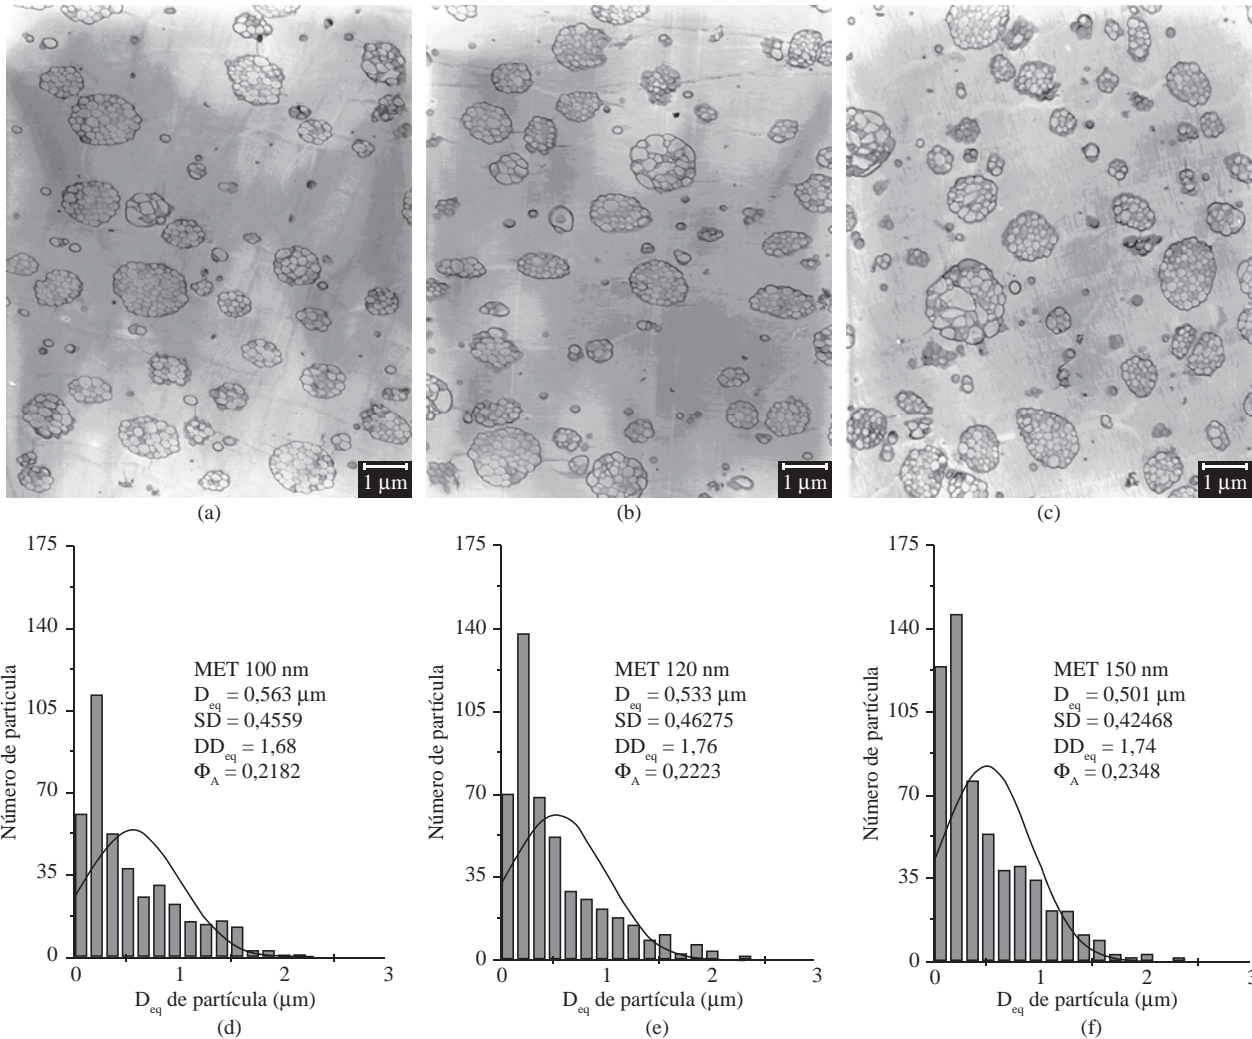 1 μm
1 μm
1 μm
(a)
(b)
(c)
175
140
105
70
35
0
Número de partícula
MET 100 nm
D_eq = 0,563 μm
SD = 0,4559
DD_eq = 1,68
Φ_A = 0,2182
0 1 2 3
D_eq de partícula (μm)
(d)
175
140
105
70
35
0
Número de partícula
MET 120 nm
D_eq = 0,533 μm
SD = 0,46275
DD_eq = 1,76
Φ_A = 0,2223
0 1 2 3
D_eq de partícula (μm)
(e)
175
140
105
70
35
0
Número de partícula
MET 150 nm
D_eq = 0,501 μm
SD = 0,42468
DD_eq = 1,74
Φ_A = 0,2348
0 1 2 3
D_eq de partícula (μm)
(f)